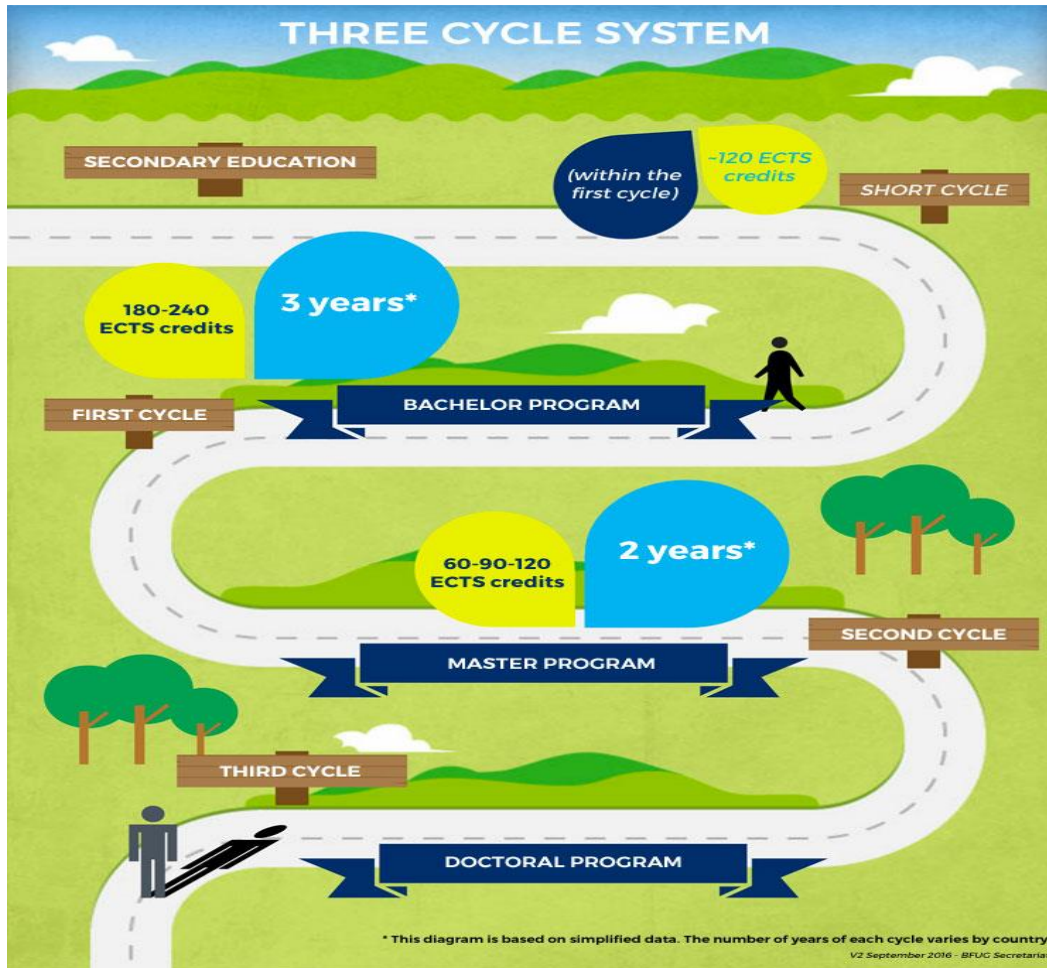 THREE CYCLE SYSTEM
SECONDARY EDUCATION
(within the
first cycle)
~120 ECTS
credits
SHORT CYCLE
180-240
ECTS credits
3 years*
FIRST CYCLE
BACHELOR PROGRAM
60-90-120
ECTS credits
2 years*
SECOND CYCLE
MASTER PROGRAM
THIRD CYCLE
DOCTORAL PROGRAM
* This diagram is based on simplified data. The number of years of each cycle varies by country
V2 September 2016 - BFUG Secretariat